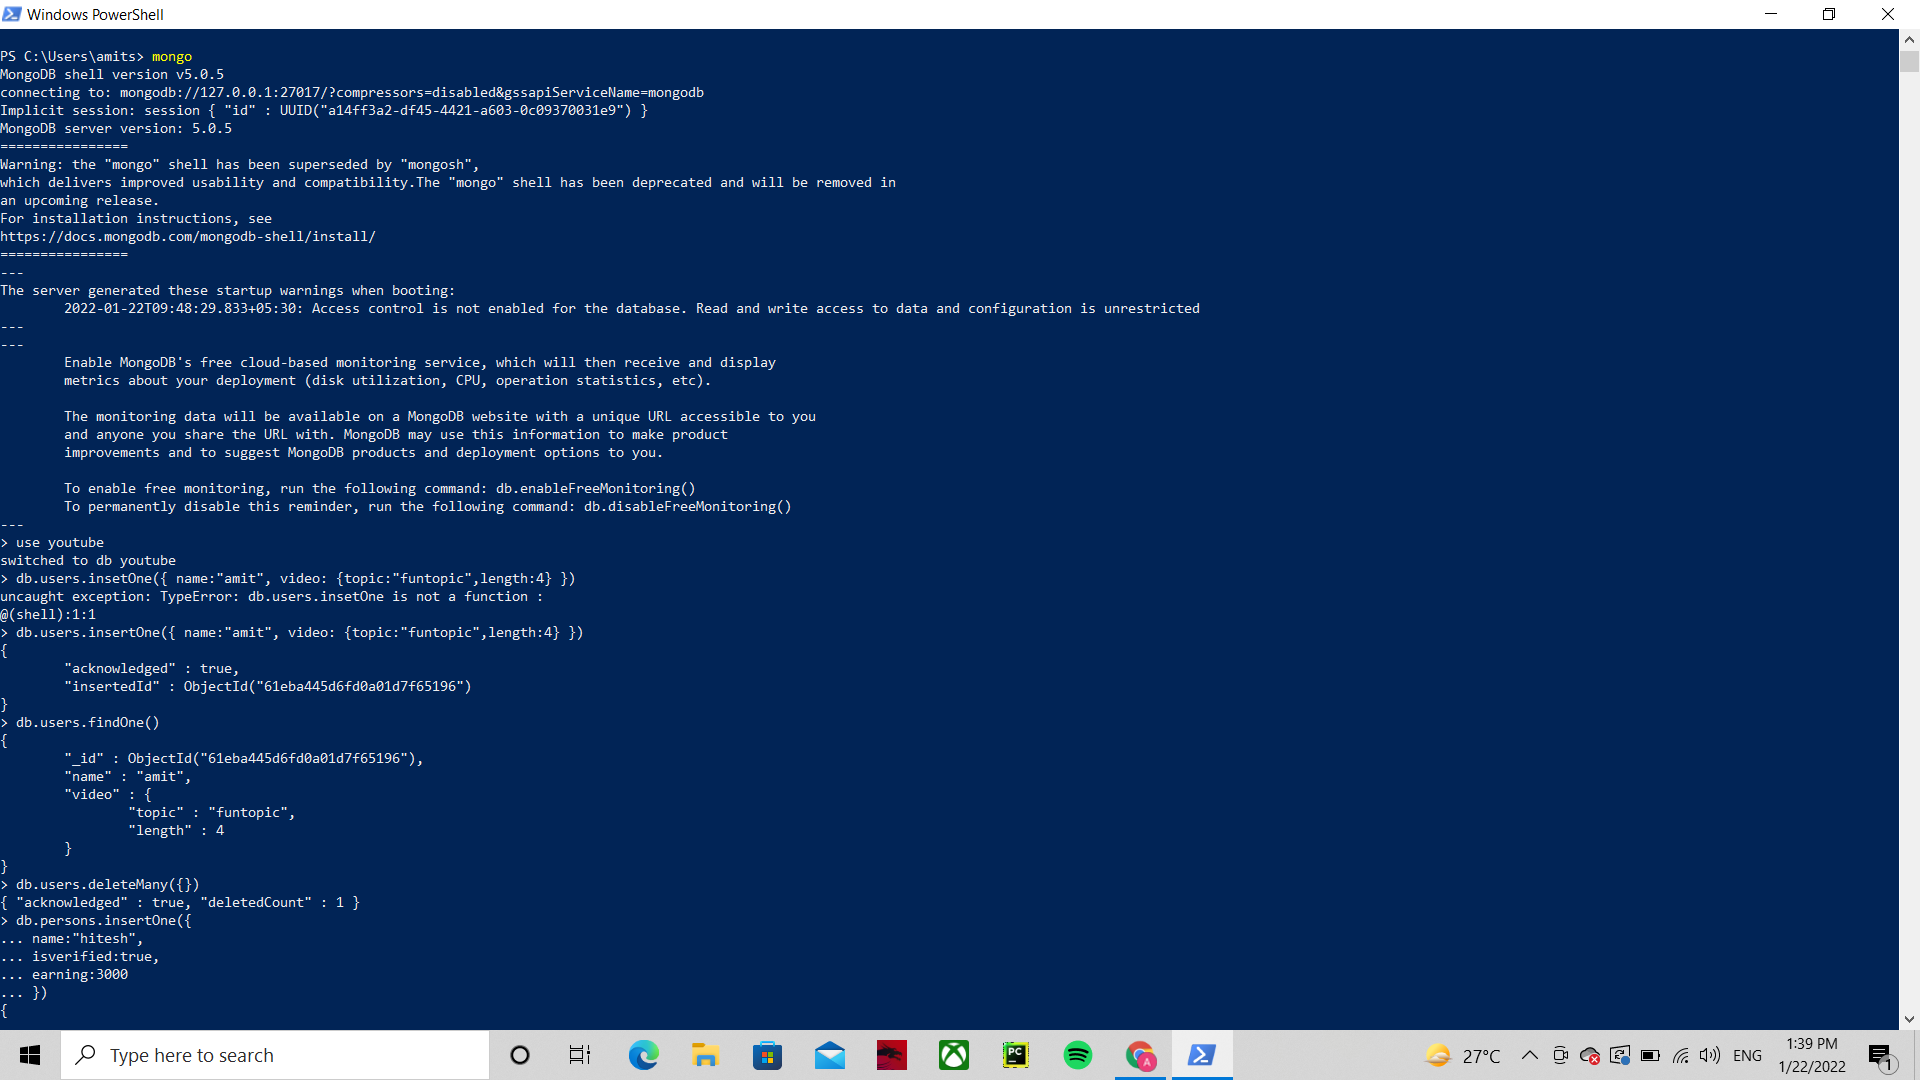 Windows PowerShell
PS C:\Users\amits> mongo
MongoDB shell version v5.0.5
connecting to: mongodb://127.0.0.1:27017/?compressors=disabled&gssapiServiceName=mongodb
Implicit session: session { "id" : UUID("a14ff3a2-df45-4421-a603-0c09370031e9") }
MongoDB server version: 5.0.5
================
Warning: the "mongo" shell has been superseded by "mongosh",
which delivers improved usability and compatibility.The "mongo" shell has been deprecated and will be removed in
an upcoming release.
For installation instructions, see
https://docs.mongodb.com/mongodb-shell/install/
================
---
The server generated these startup warnings when booting:
        2022-01-22T09:48:29.833+05:30: Access control is not enabled for the database. Read and write access to data and configuration is unrestricted
---
---
        Enable MongoDB's free cloud-based monitoring service, which will then receive and display
        metrics about your deployment (disk utilization, CPU, operation statistics, etc).

        The monitoring data will be available on a MongoDB website with a unique URL accessible to you
        and anyone you share the URL with. MongoDB may use this information to make product
        improvements and to suggest MongoDB products and deployment options to you.

        To enable free monitoring, run the following command: db.enableFreeMonitoring()
        To permanently disable this reminder, run the following command: db.disableFreeMonitoring()
---
> use youtube
switched to db youtube
> db.users.insetOne({ name:"amit", video: {topic:"funtopic",length:4} })
uncaught exception: TypeError: db.users.insetOne is not a function :
@(shell):1:1
> db.users.insertOne({ name:"amit", video: {topic:"funtopic",length:4} })
{
        "acknowledged" : true,
        "insertedId" : ObjectId("61eba445d6fd0a01d7f65196")
}
> db.users.findOne()
{
        "_id" : ObjectId("61eba445d6fd0a01d7f65196"),
        "name" : "amit",
        "video" : {
                "topic" : "funtopic",
                "length" : 4
        }
}
> db.users.deleteMany({})
{ "acknowledged" : true, "deletedCount" : 1 }
> db.persons.insertOne({
... name:"hitesh",
... isverified:true,
... earning:3000
... })
{
Type here to search
PC
A
27°C
ENG
1:39 PM
1/22/2022
1